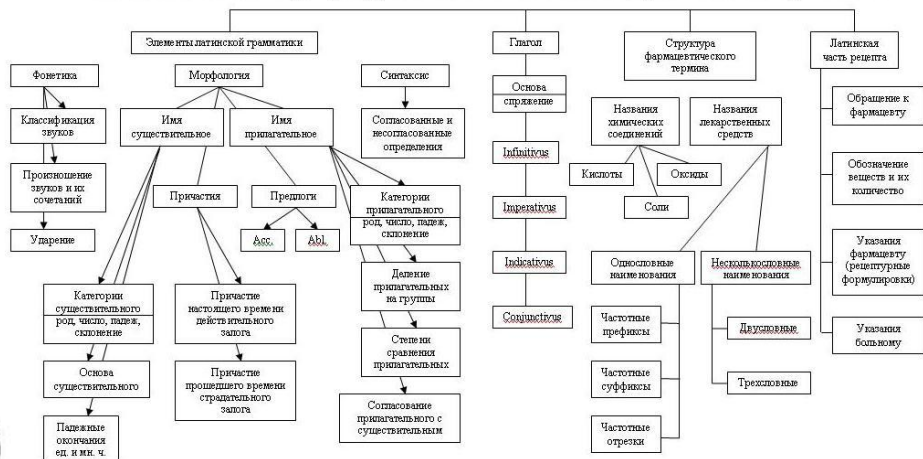 Элементы латинской грамматики
Глагол
Структура
фармацевтического
термина
Латинская
часть рецепта
Фонетика
Морфология
Синтаксис
Классификация
звуков
Произношение
звуков и их
сочетаний
Ударение
Имя
существительное
Имя
прилагательное
Согласованные и
несогласованные
определения
Причастия
Предлоги
Acc.
Abl.
Категории
существительного
род, число, падеж,
склонение
Основа
существительного
Падежные
окончания
ед. и мн. ч.
Причастие
настоящего времени
действительного
залога
Причастие
прошедшего времени
страдательного
залога
Категории
прилагательного
род, число, падеж,
склонение
Деление
прилагательных
на группы
Степени
сравнения
прилагательных
Согласование
прилагательного с
существительным
Основа
спряжение
Infinitivus
Imperativus
Indicativus
Conjunctivus
Названия
химических
соединений
Названия
лекарственных
средств
Кислоты
Оксиды
Соли
Однословные
наименования
Несколькословные
наименования
Частотные
префиксы
Частотные
суффиксы
Частотные
отрезки
Двусловные
Трехсловные
Обращение к
фармацевту
Обозначение
веществ и их
количество
Указания
фармацевту
(рецептурные
формулировки)
Указания
больному